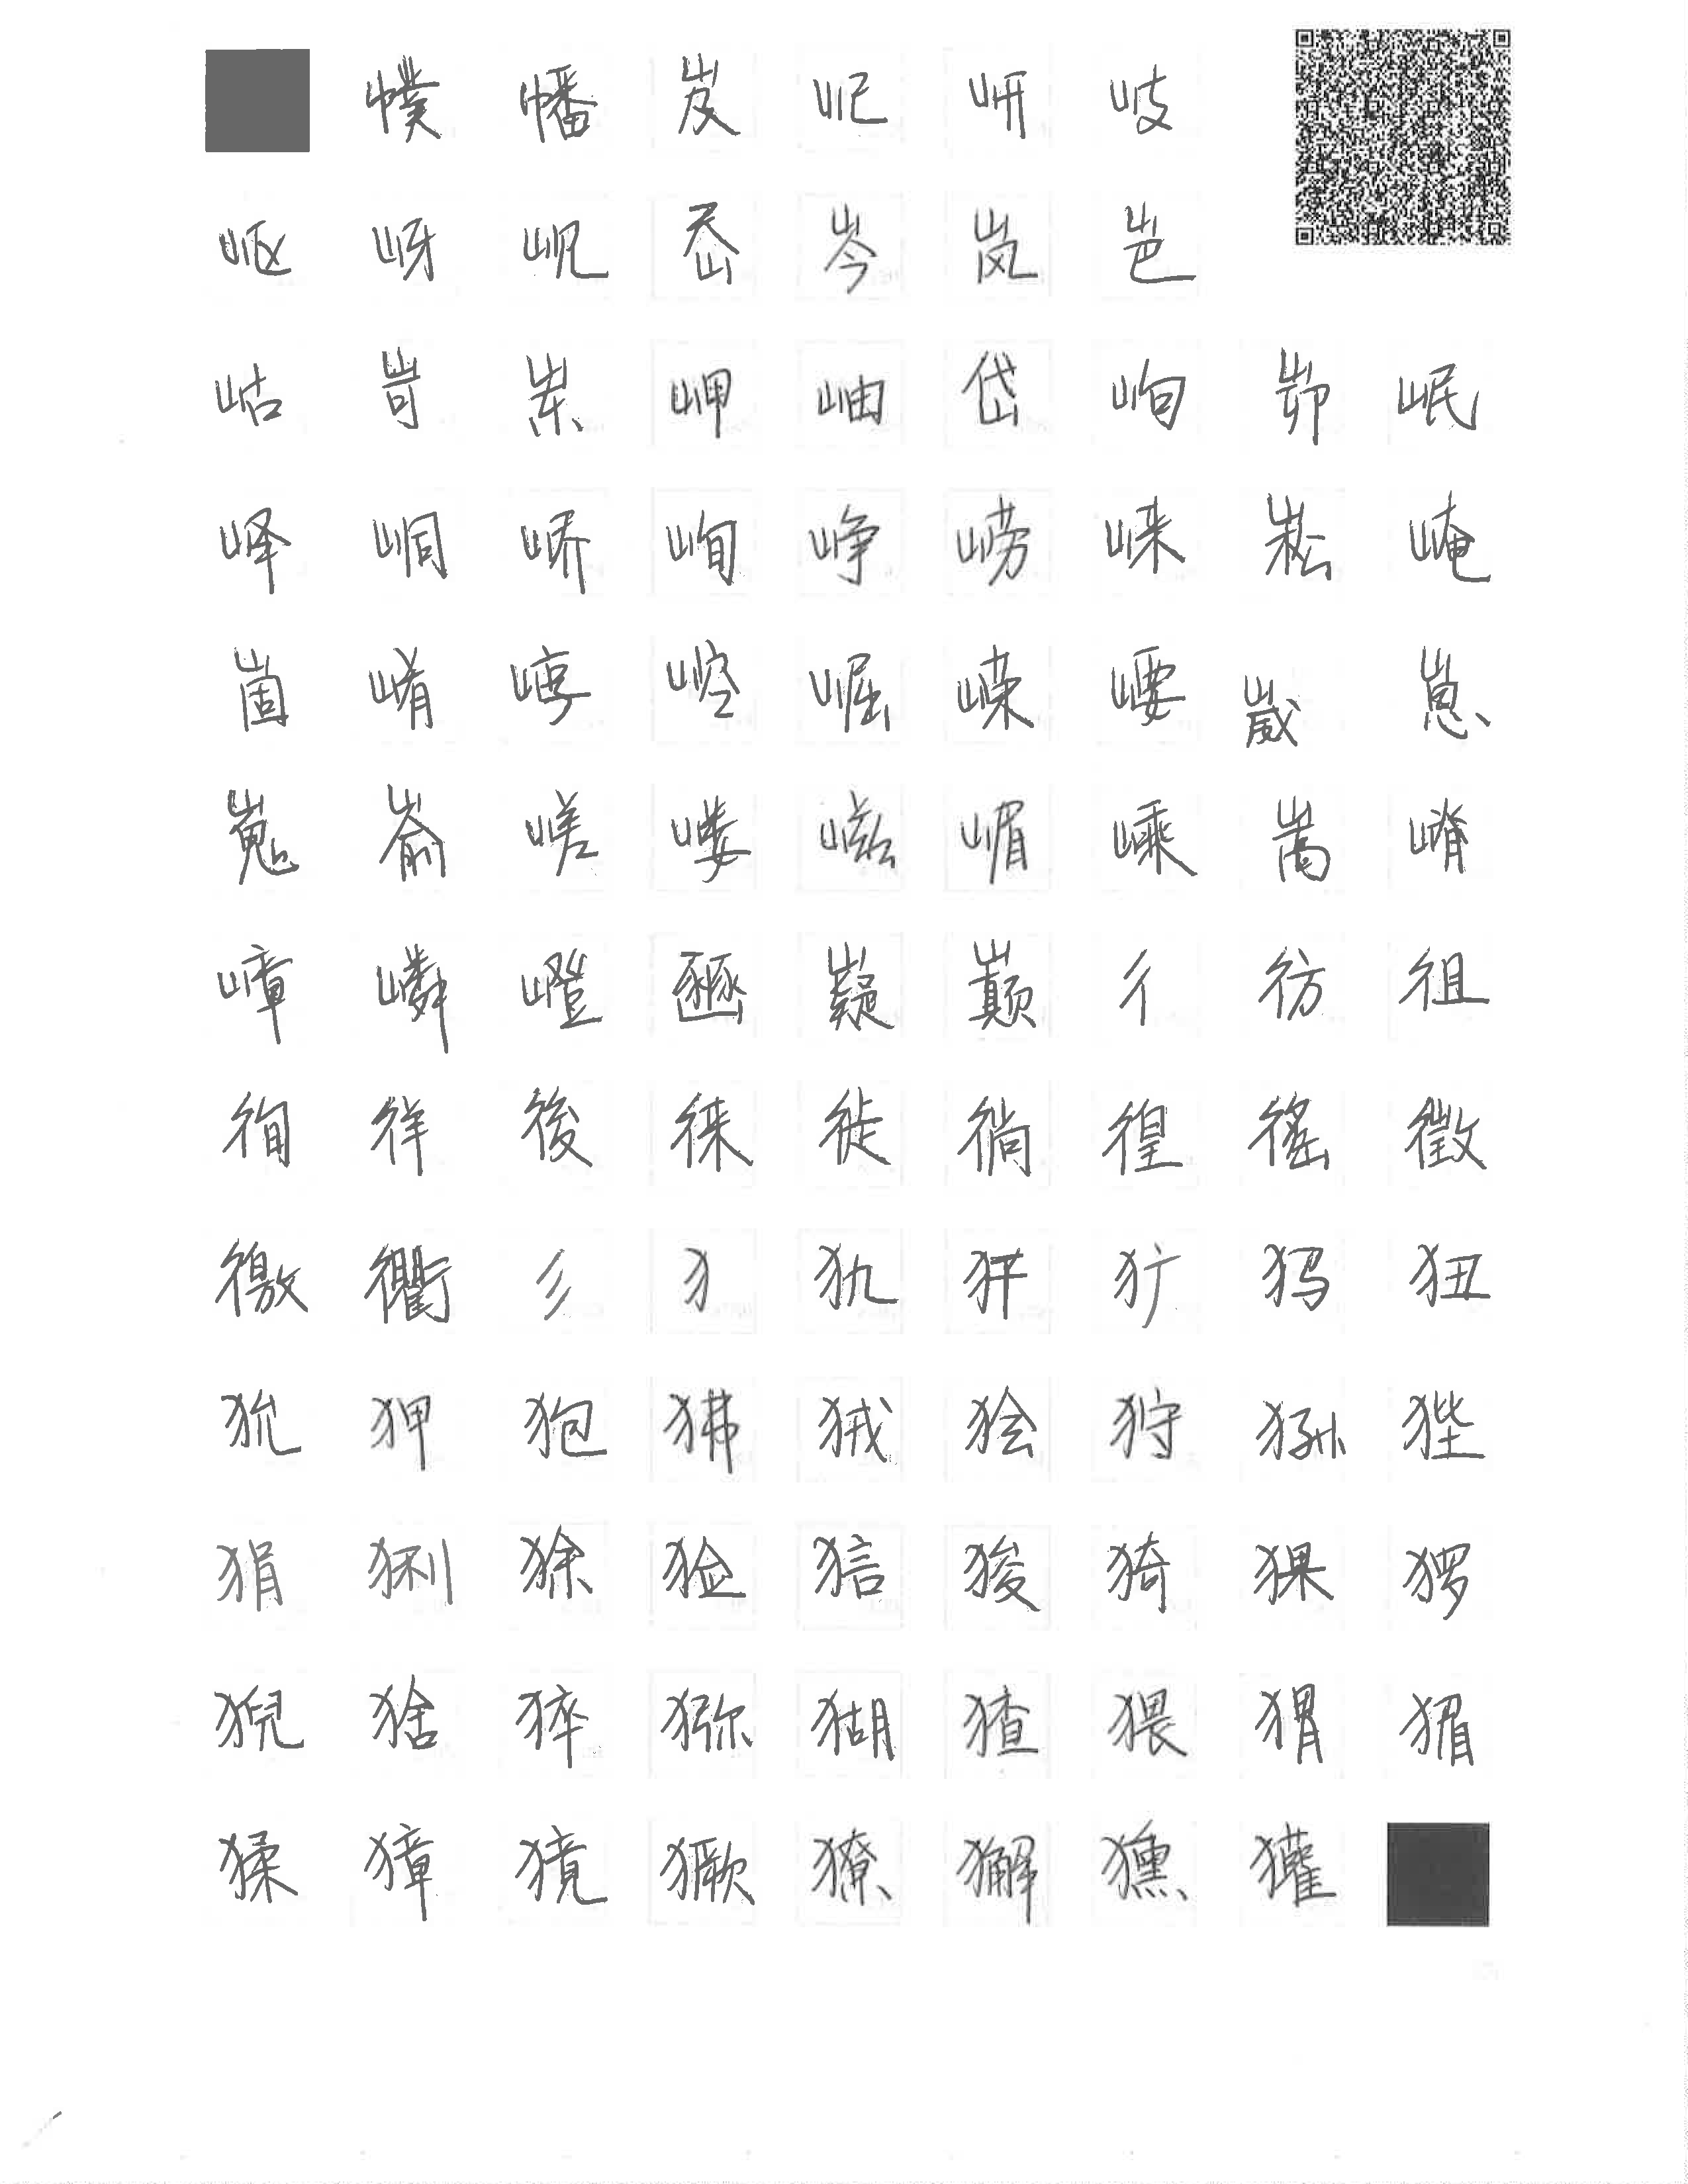 幞 幡 岌 屺 岍 岐
岖 岈 岘 岙 岑 岚 岜
岵 岢 岽 岬 岫 岱 岣 峁 岷
峄 峒 峤 峋 峥 崂 崃 崧 崦
崮 崤 崞 崆 崛 嵘 崾 崴 崽
嵬 嵛 嵯 嵝 嵫 嵋 嵊 嵩 嵴
嶂 嶙 嶝 豳 嶷 巅 彳 彷 徂
徇 徉 後 徕 徙 徜 徨 徭 徵
徼 衢 彡 犭 犰 犴 犷 犸 狃
狁 狎 狍 狒 狨 狯 狩 狲 狴
狷 猁 狳 猃 狺 狻 猗 猓 猡
猊 猞 猝 猕 猢 猹 猥 猬 猸
猱 獐 獍 獗 獠 獬 獯 獾